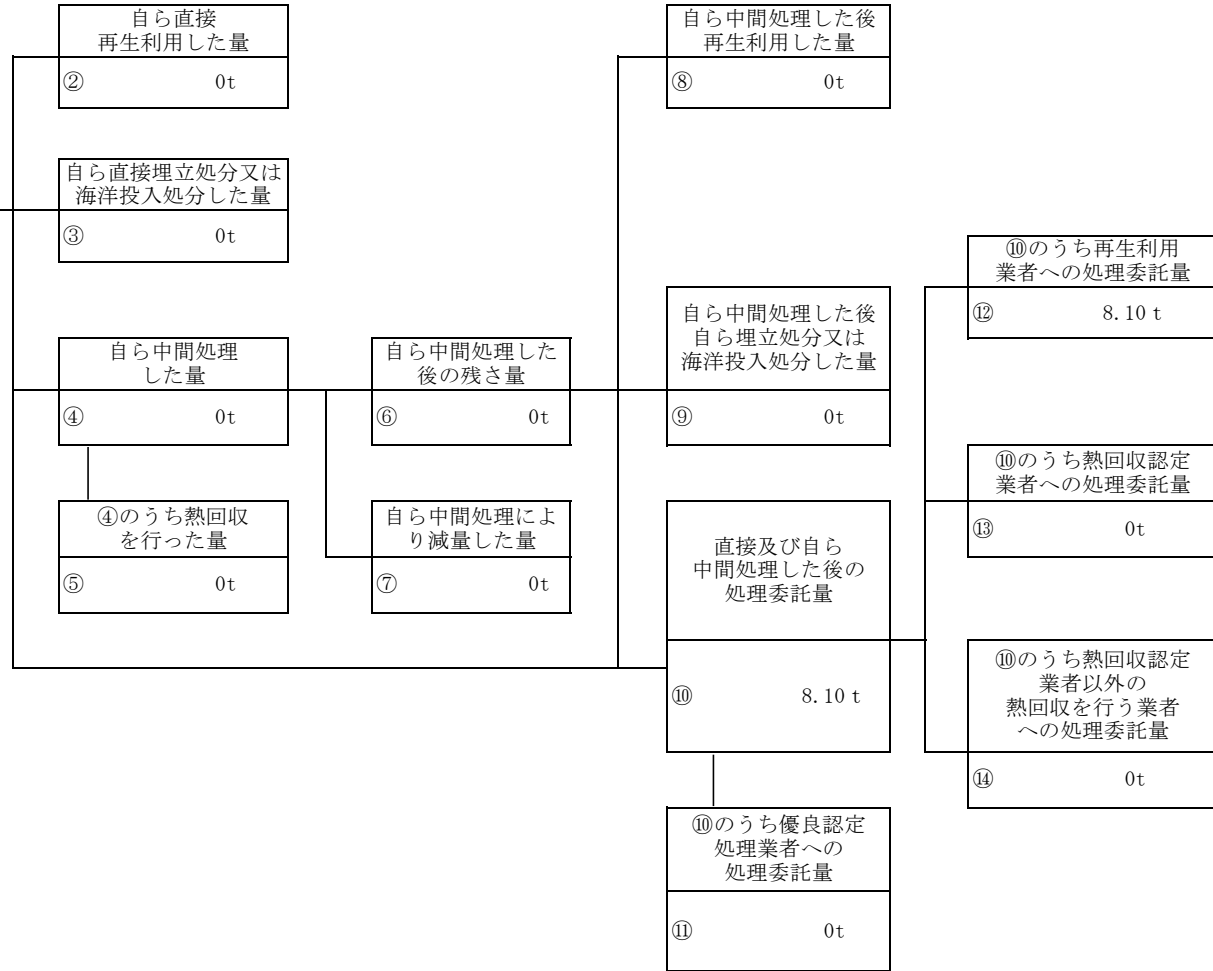 自ら直接
再生利用した量
② 0t
自ら直接埋立処分又は
海洋投入処分した量
③ 0t
自ら中間処理
した量
④ 0t
④のうち熱回収
を行った量
⑤ 0t
自ら中間処理した
後の残さ量
⑥ 0t
自ら中間処理によ
り減量した量
⑦ 0t
自ら中間処理した後
再生利用した量
⑧ 0t
自ら中間処理した後
自ら埋立処分又は
海洋投入処分した量
⑨ 0t
直接及び自ら
中間処理した後の
処理委託量
⑩ 8.10 t
⑩のうち優良認定
処理業者への
処理委託量
⑪ 0t
⑩のうち再生利用
業者への処理委託量
⑫ 8.10 t
⑩のうち熱回収認定
業者への処理委託量
⑬ 0t
⑩のうち熱回収認定
業者以外の
熱回収を行う業者
への処理委託量
⑭ 0t